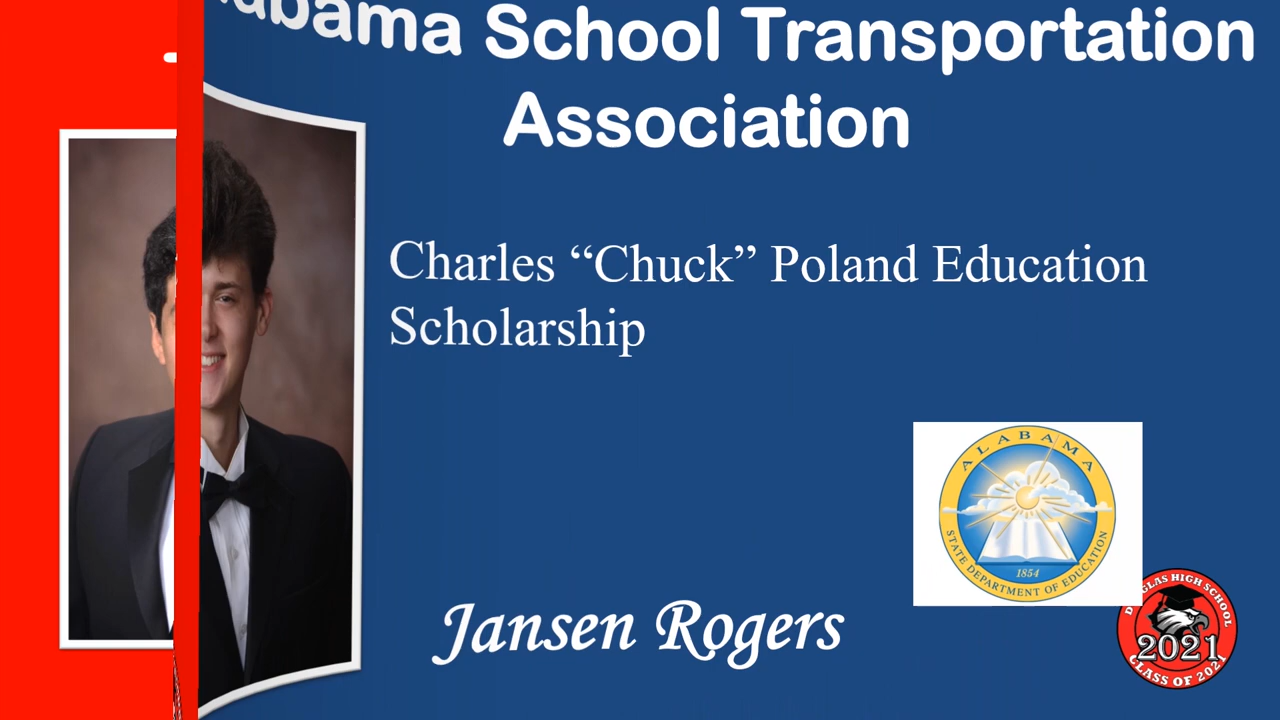 labama School Transportation
Association
Charles “Chuck” Poland Education
Scholarship
ALABAMA
STATE DEPARTMENT OF EDUCATION
1854
Jansen Rogers
HIGH SCHOOL
2021
CLASS OF 2021